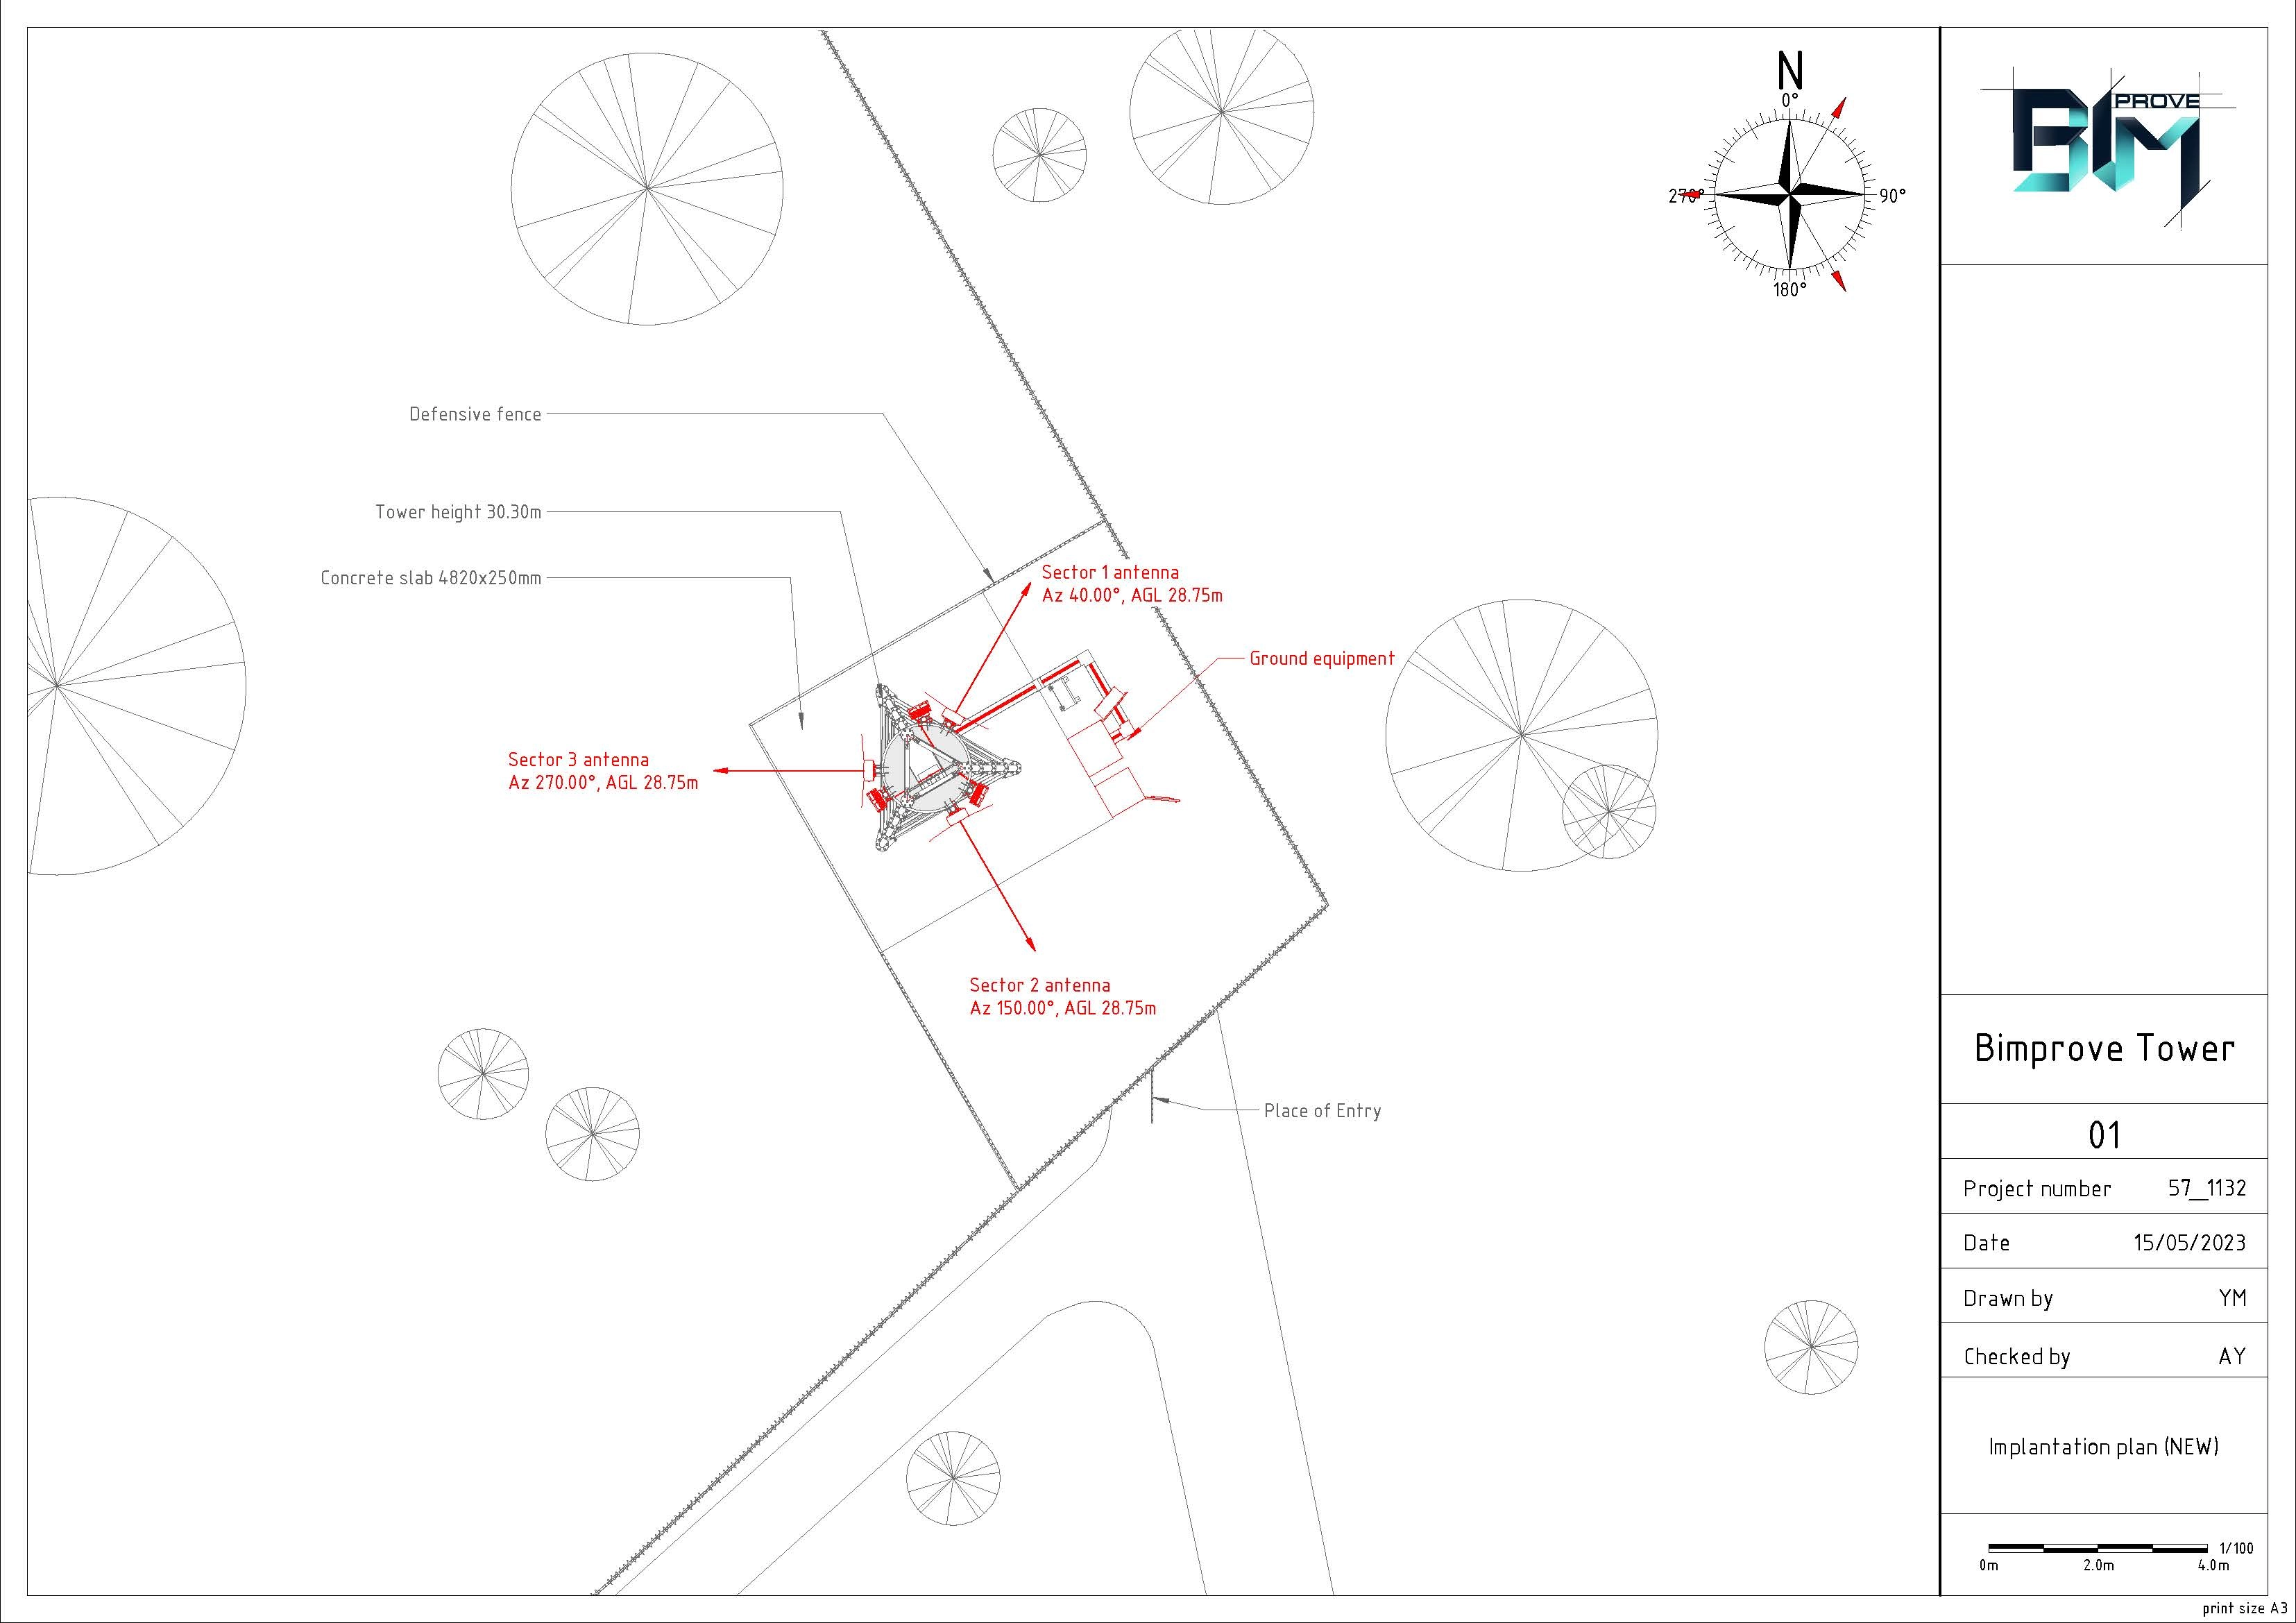 N
0°
270°
90°
180°
PROVE
BIM
Defensive fence
Tower height 30.30m
Concrete slab 4820x250mm
Sector 1 antenna
Az 40.00°, AGL 28.75m
Ground equipment
Sector 3 antenna
Az 270.00°, AGL 28.75m
Sector 2 antenna
Az 150.00°, AGL 28.75m
Place of Entry
Bimprove Tower
01
Project number 57_1132
Date 15/05/2023
Drawn by YM
Checked by AY
Implantation plan (NEW)
1/100
0m 2.0m 4.0m
print size A3